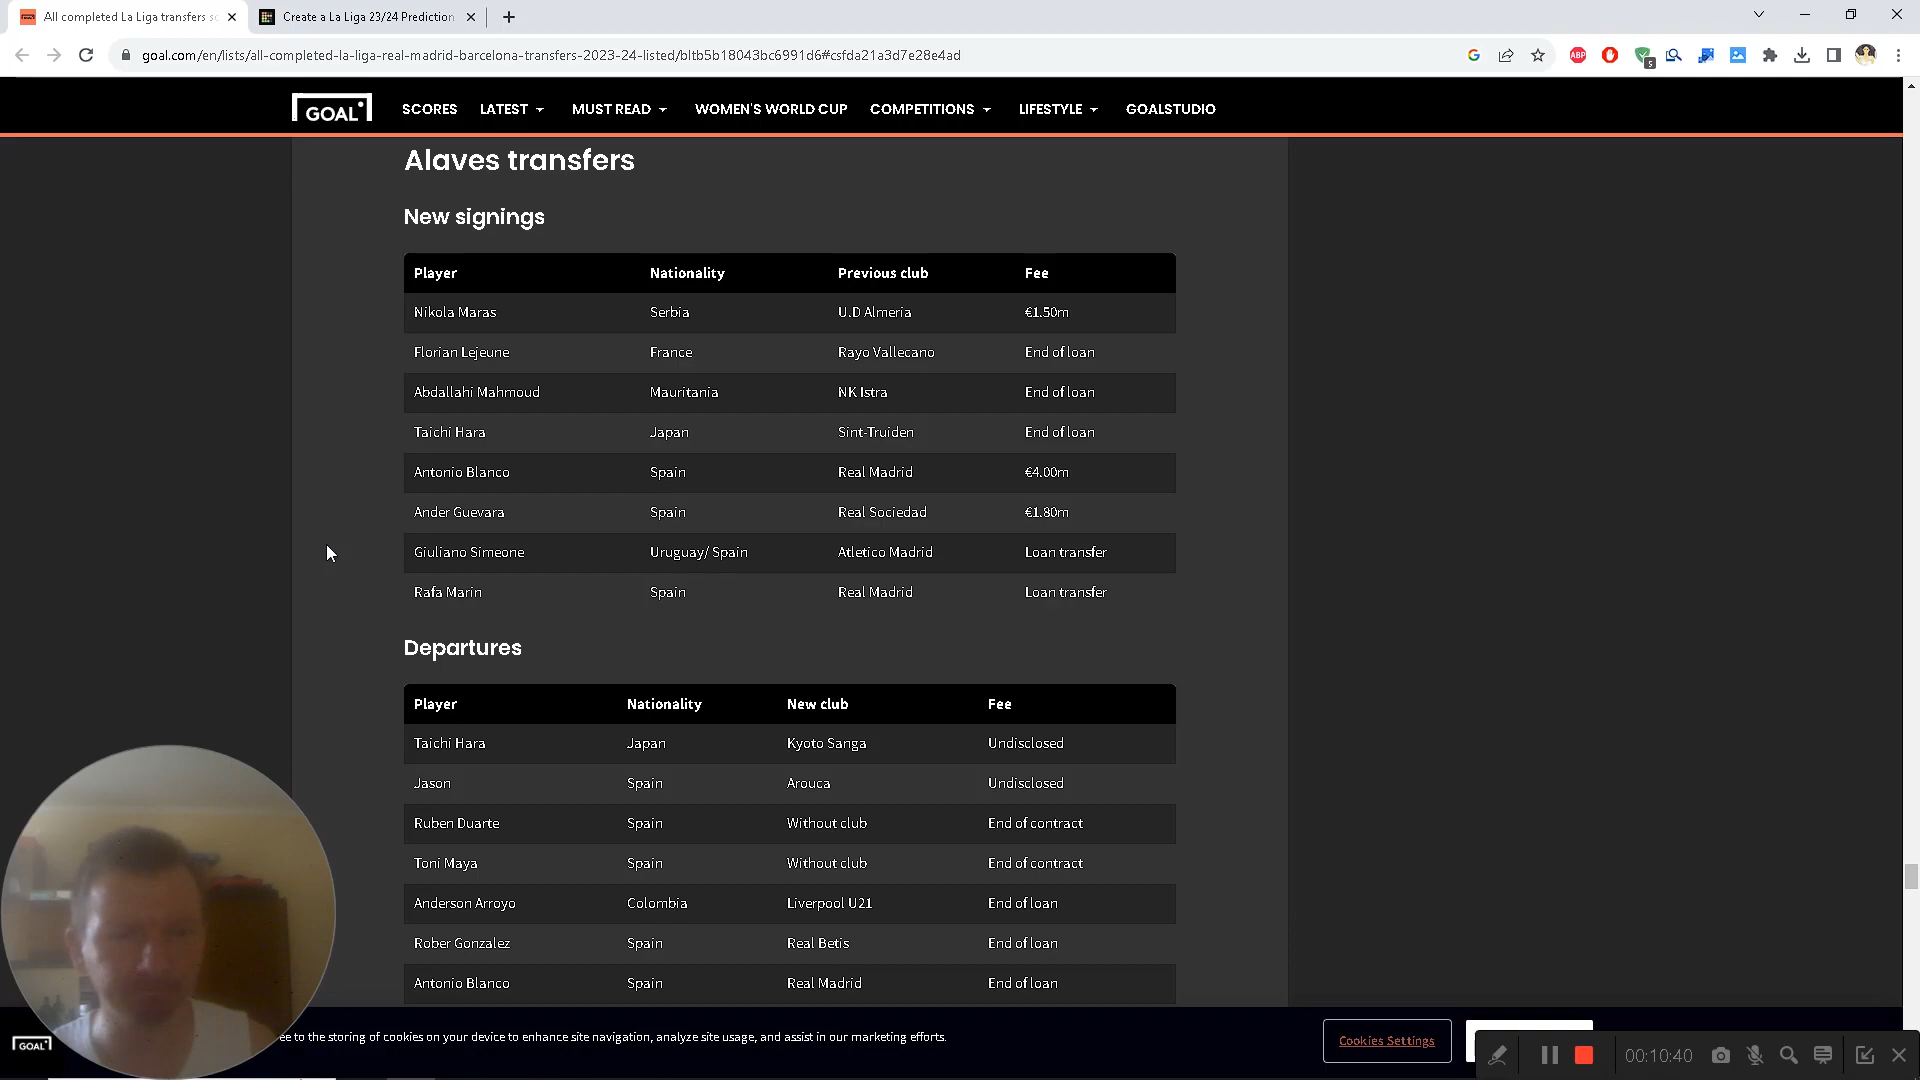 All completed La Liga transfers so
Create a La Liga 23/24 Prediction
goal.com/en/lists/all-completed-la-liga-real-madrid-barcelona-transfers-2023-24-listed/bltb5b18043bc6991d6#csfda21a3d7e28e4ad
ABP
5
GOAL SCORES LATEST MUST READ WOMEN'S WORLD CUP COMPETITIONS LIFESTYLE GOALSTUDIO
Alaves transfers
New signings
Player Nationality Previous club Fee
Nikola Maras Serbia U.D Almeria €1.50m
Florian Lejeune France Rayo Vallecano End of loan
Abdallahi Mahmoud Mauritania NK Istra End of loan
Taichi Hara Japan Sint-Truiden End of loan
Antonio Blanco Spain Real Madrid €4.00m
Ander Guevara Spain Real Sociedad €1.80m
Giuliano Simeone Uruguay/ Spain Atletico Madrid Loan transfer
Rafa Marin Spain Real Madrid Loan transfer
Departures
Player Nationality New club Fee
Taichi Hara Japan Kyoto Sanga Undisclosed
Jason Spain Arouca Undisclosed
Ruben Duarte Spain Without club End of contract
Toni Maya Spain Without club End of contract
Anderson Arroyo Colombia Liverpool U21 End of loan
Rober Gonzalez Spain Real Betis End of loan
Antonio Blanco Spain Real Madrid End of loan
GOAL ee to the storing of cookies on your device to enhance site navigation, analyze site usage, and assist in our marketing efforts.
Cookies Settings
00:10:40